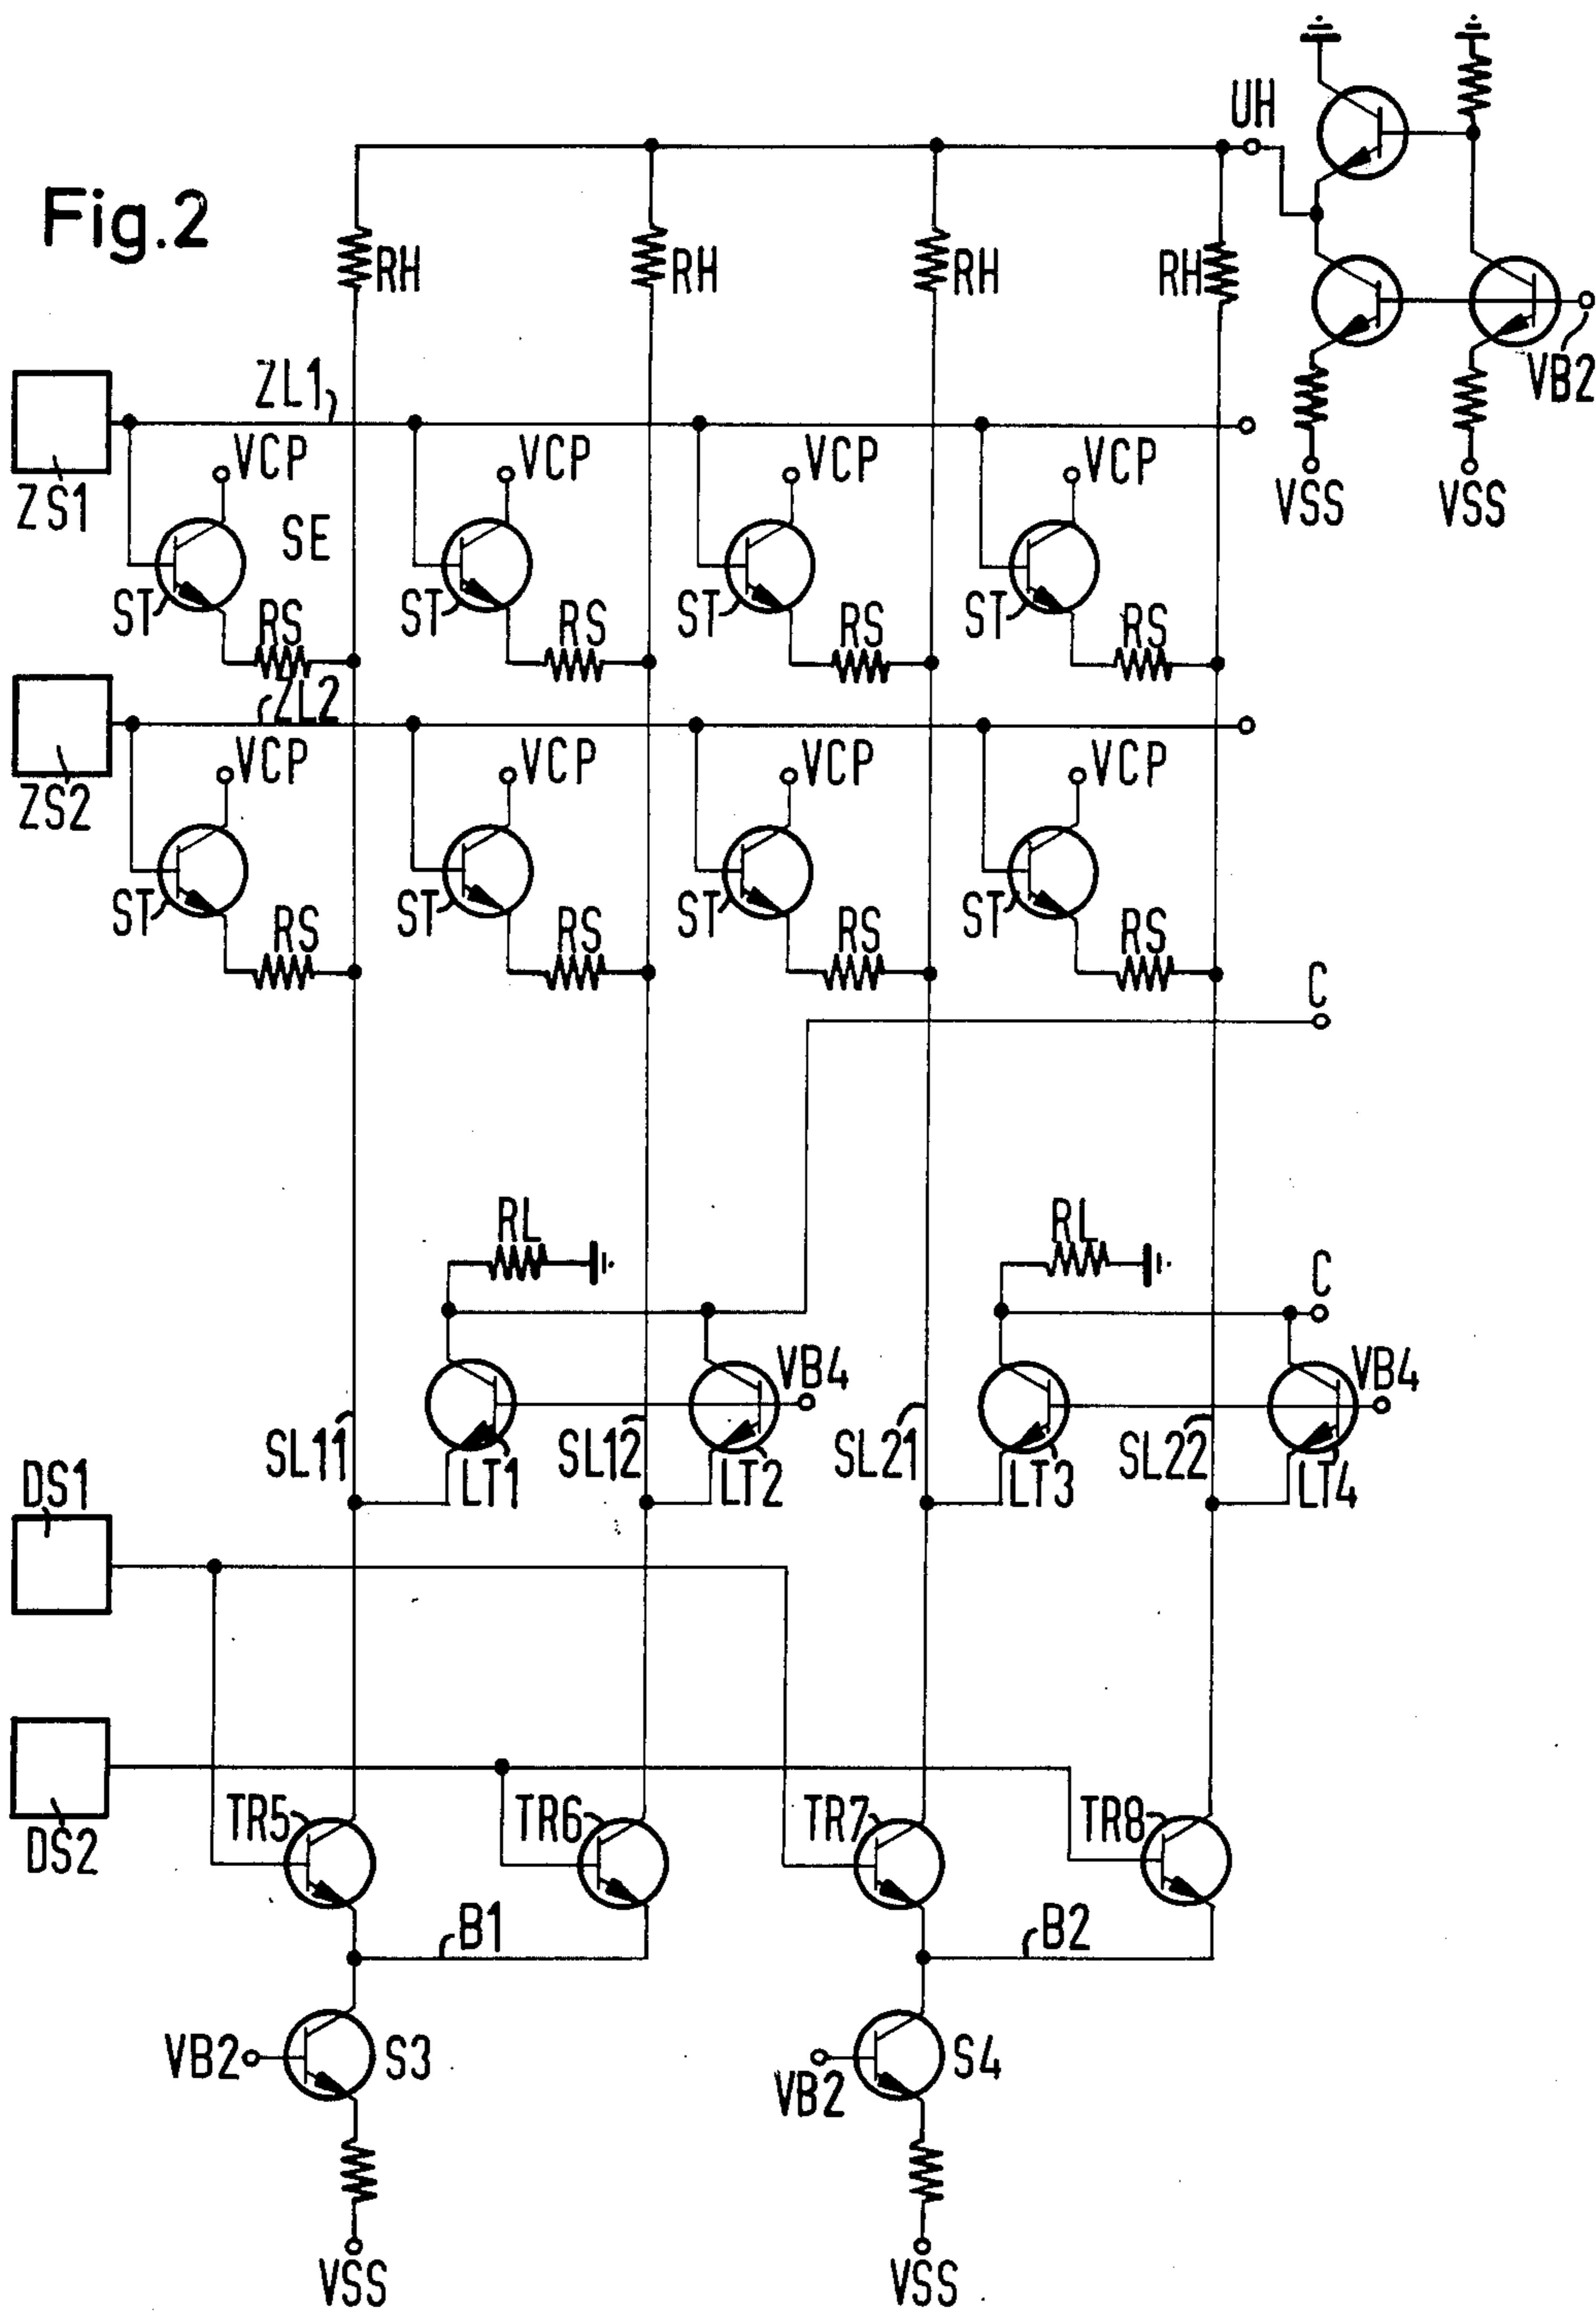 Fig.2
UH
RH RH RH RH
VB2
ZL1
VCP VCP VCP VCP
VSS VSS
ZS1
SE
ST ST ST ST
RS RS RS RS
ZL2
VCP VCP VCP VCP
ZS2
ST ST ST ST
RS RS RS RS
C
RL RL
C
VB4 VB4
SL11 SL12 SL21 SL22
LT1 LT2 LT3 LT4
DS1
TR5 TR6 TR7 TR8
DS2
B1 B2
VB2 S3 VB2 S4
VSS VSS